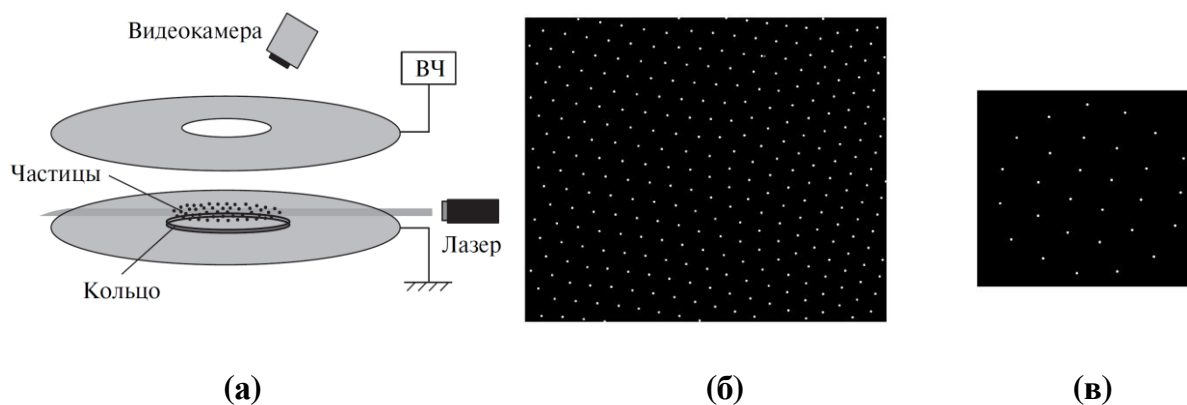 Видеокамера
ВЧ
Частицы
Лазер
Кольцо
(а)
(б)
(в)